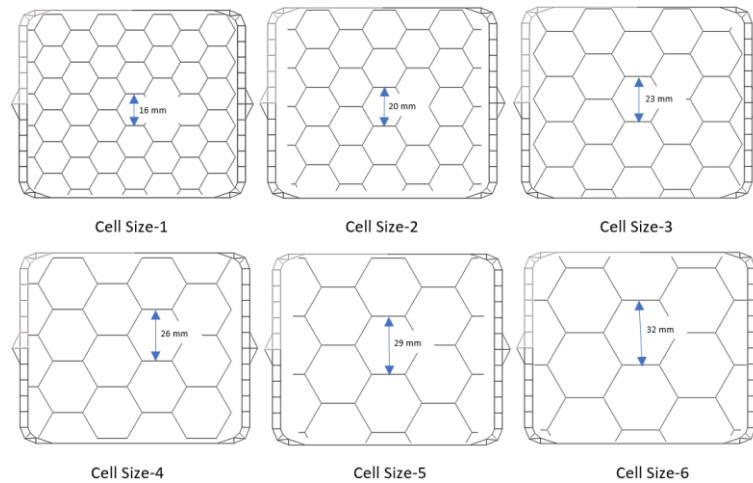 16 mm
20 mm
23 mm
Cell Size-1
Cell Size-2
Cell Size-3
26 mm
29 mm
32 mm
Cell Size-4
Cell Size-5
Cell Size-6